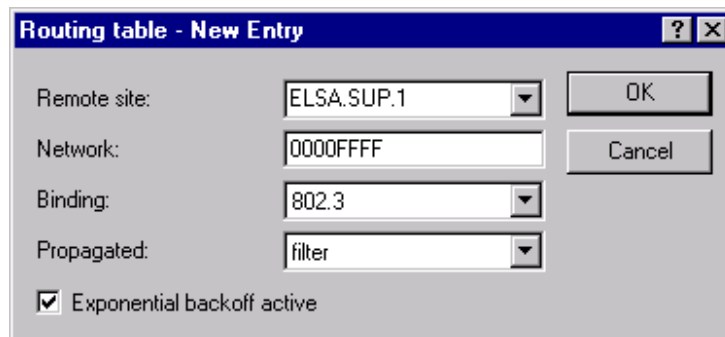 Routing table - New Entry
Remote site: ELSA.SUP.1 OK
Network: 0000FFFF Cancel
Binding: 802.3
Propagated: filter
Exponential backoff active